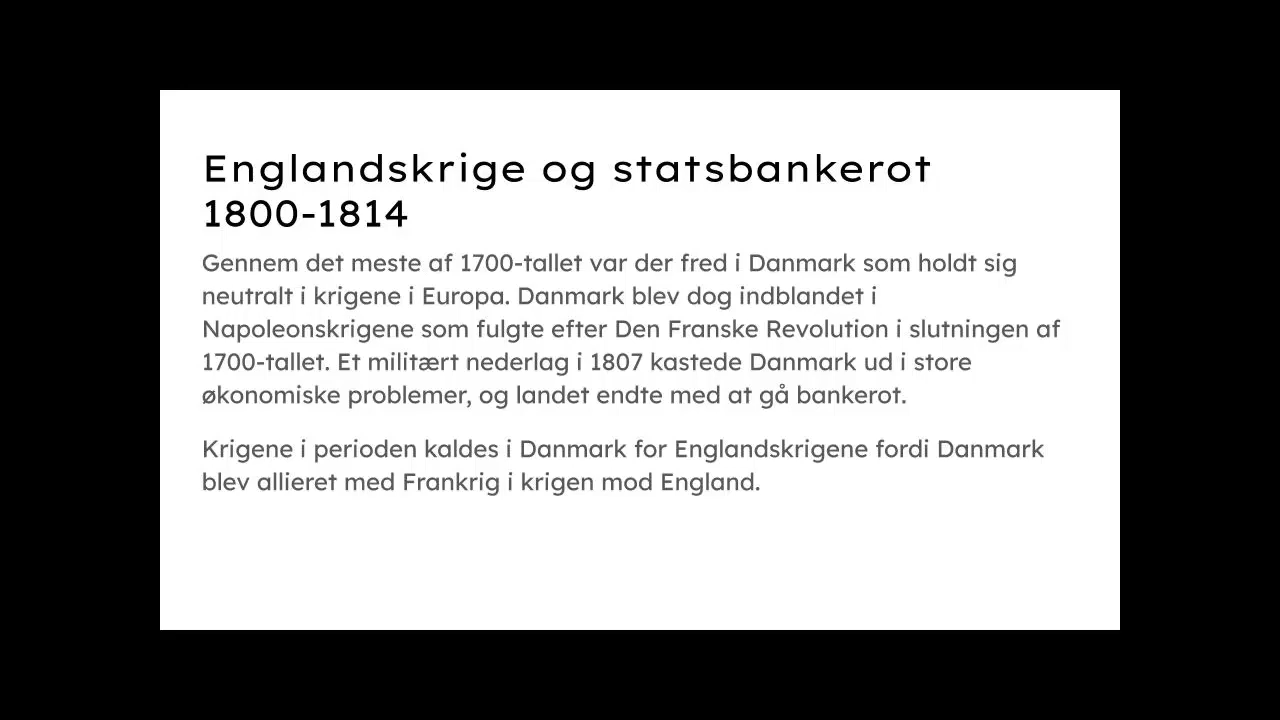 Englandskrige og statsbankerot
1800-1814
Gennem det meste af 1700-tallet var der fred i Danmark som holdt sig
neutralt i krigene i Europa. Danmark blev dog indblandet i
Napoleonskrigene som fulgte efter Den Franske Revolution i slutningen af
1700-tallet. Et militært nederlag i 1807 kastede Danmark ud i store
økonomiske problemer, og landet endte med at gå bankerot.
Krigene i perioden kaldes i Danmark for Englandskrigene fordi Danmark
blev allieret med Frankrig i krigen mod England.